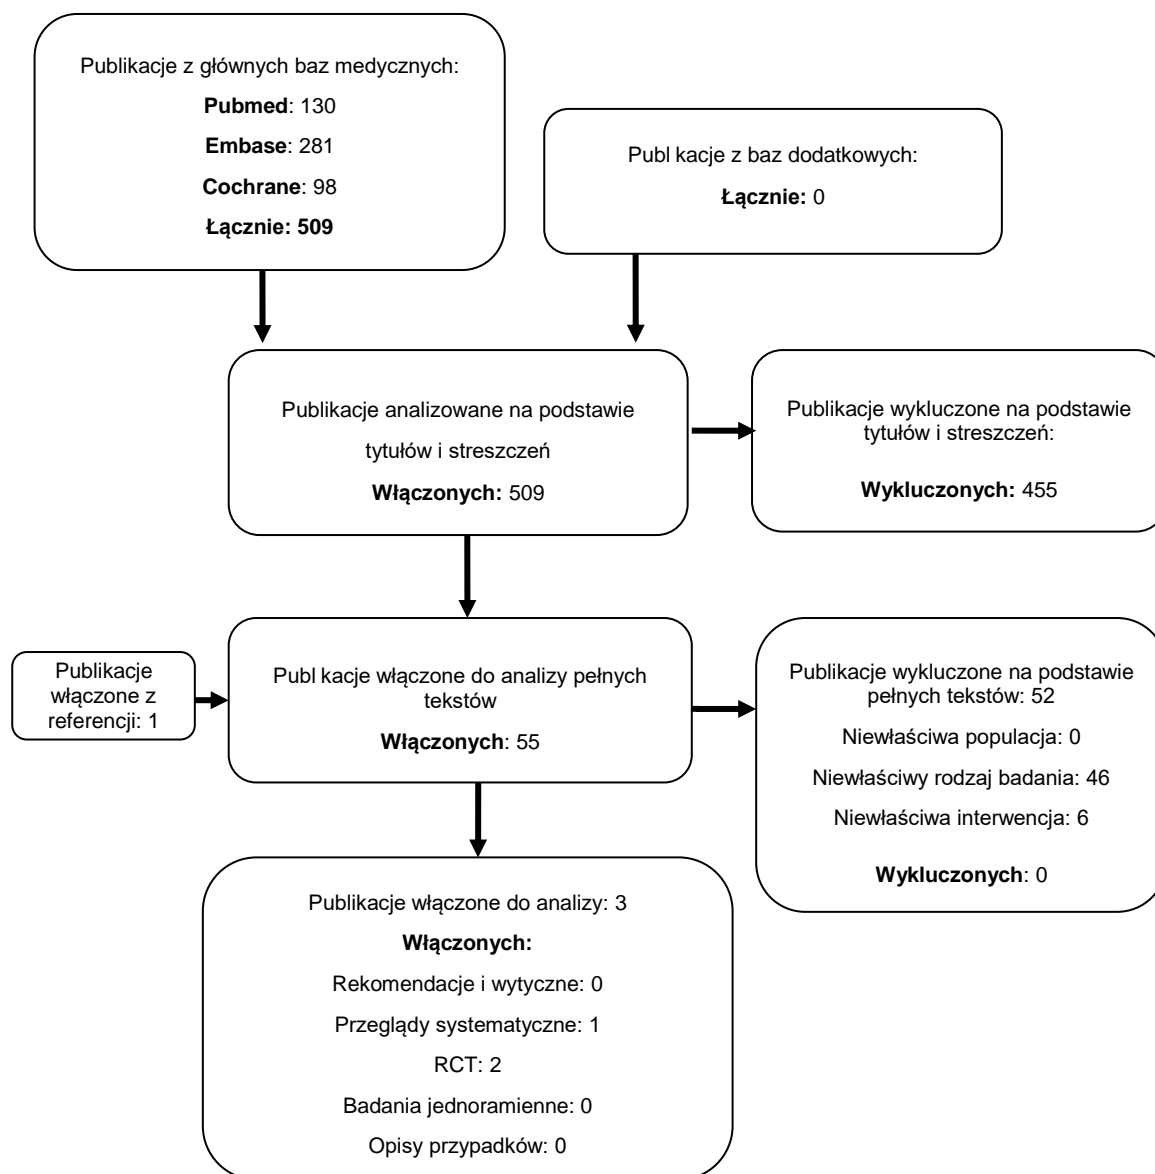 Publikacje z głównych baz medycznych:
Pubmed: 130
Embase: 281
Cochrane: 98
Łącznie: 509
Publ kacje z baz dodatkowych:
Łącznie: 0
Publikacje analizowane na podstawie
tytułów i streszczeń
Włączonych: 509
Publikacje wykluczone na podstawie
tytułów i streszczeń:
Wykluczonych: 455
Publikacje
włączone z
referencji: 1
Publ kacje włączone do analizy pełnych
tekstów
Włączonych: 55
Publikacje wykluczone na podstawie
pełnych tekstów: 52
Niewłaściwa populacja: 0
Niewłaściwy rodzaj badania: 46
Niewłaściwa interwencja: 6
Wykluczonych: 0
Publikacje włączone do analizy: 3
Włączonych:
Rekomendacje i wytyczne: 0
Przeglądy systematyczne: 1
RCT: 2
Badania jednoramienne: 0
Opisy przypadków: 0